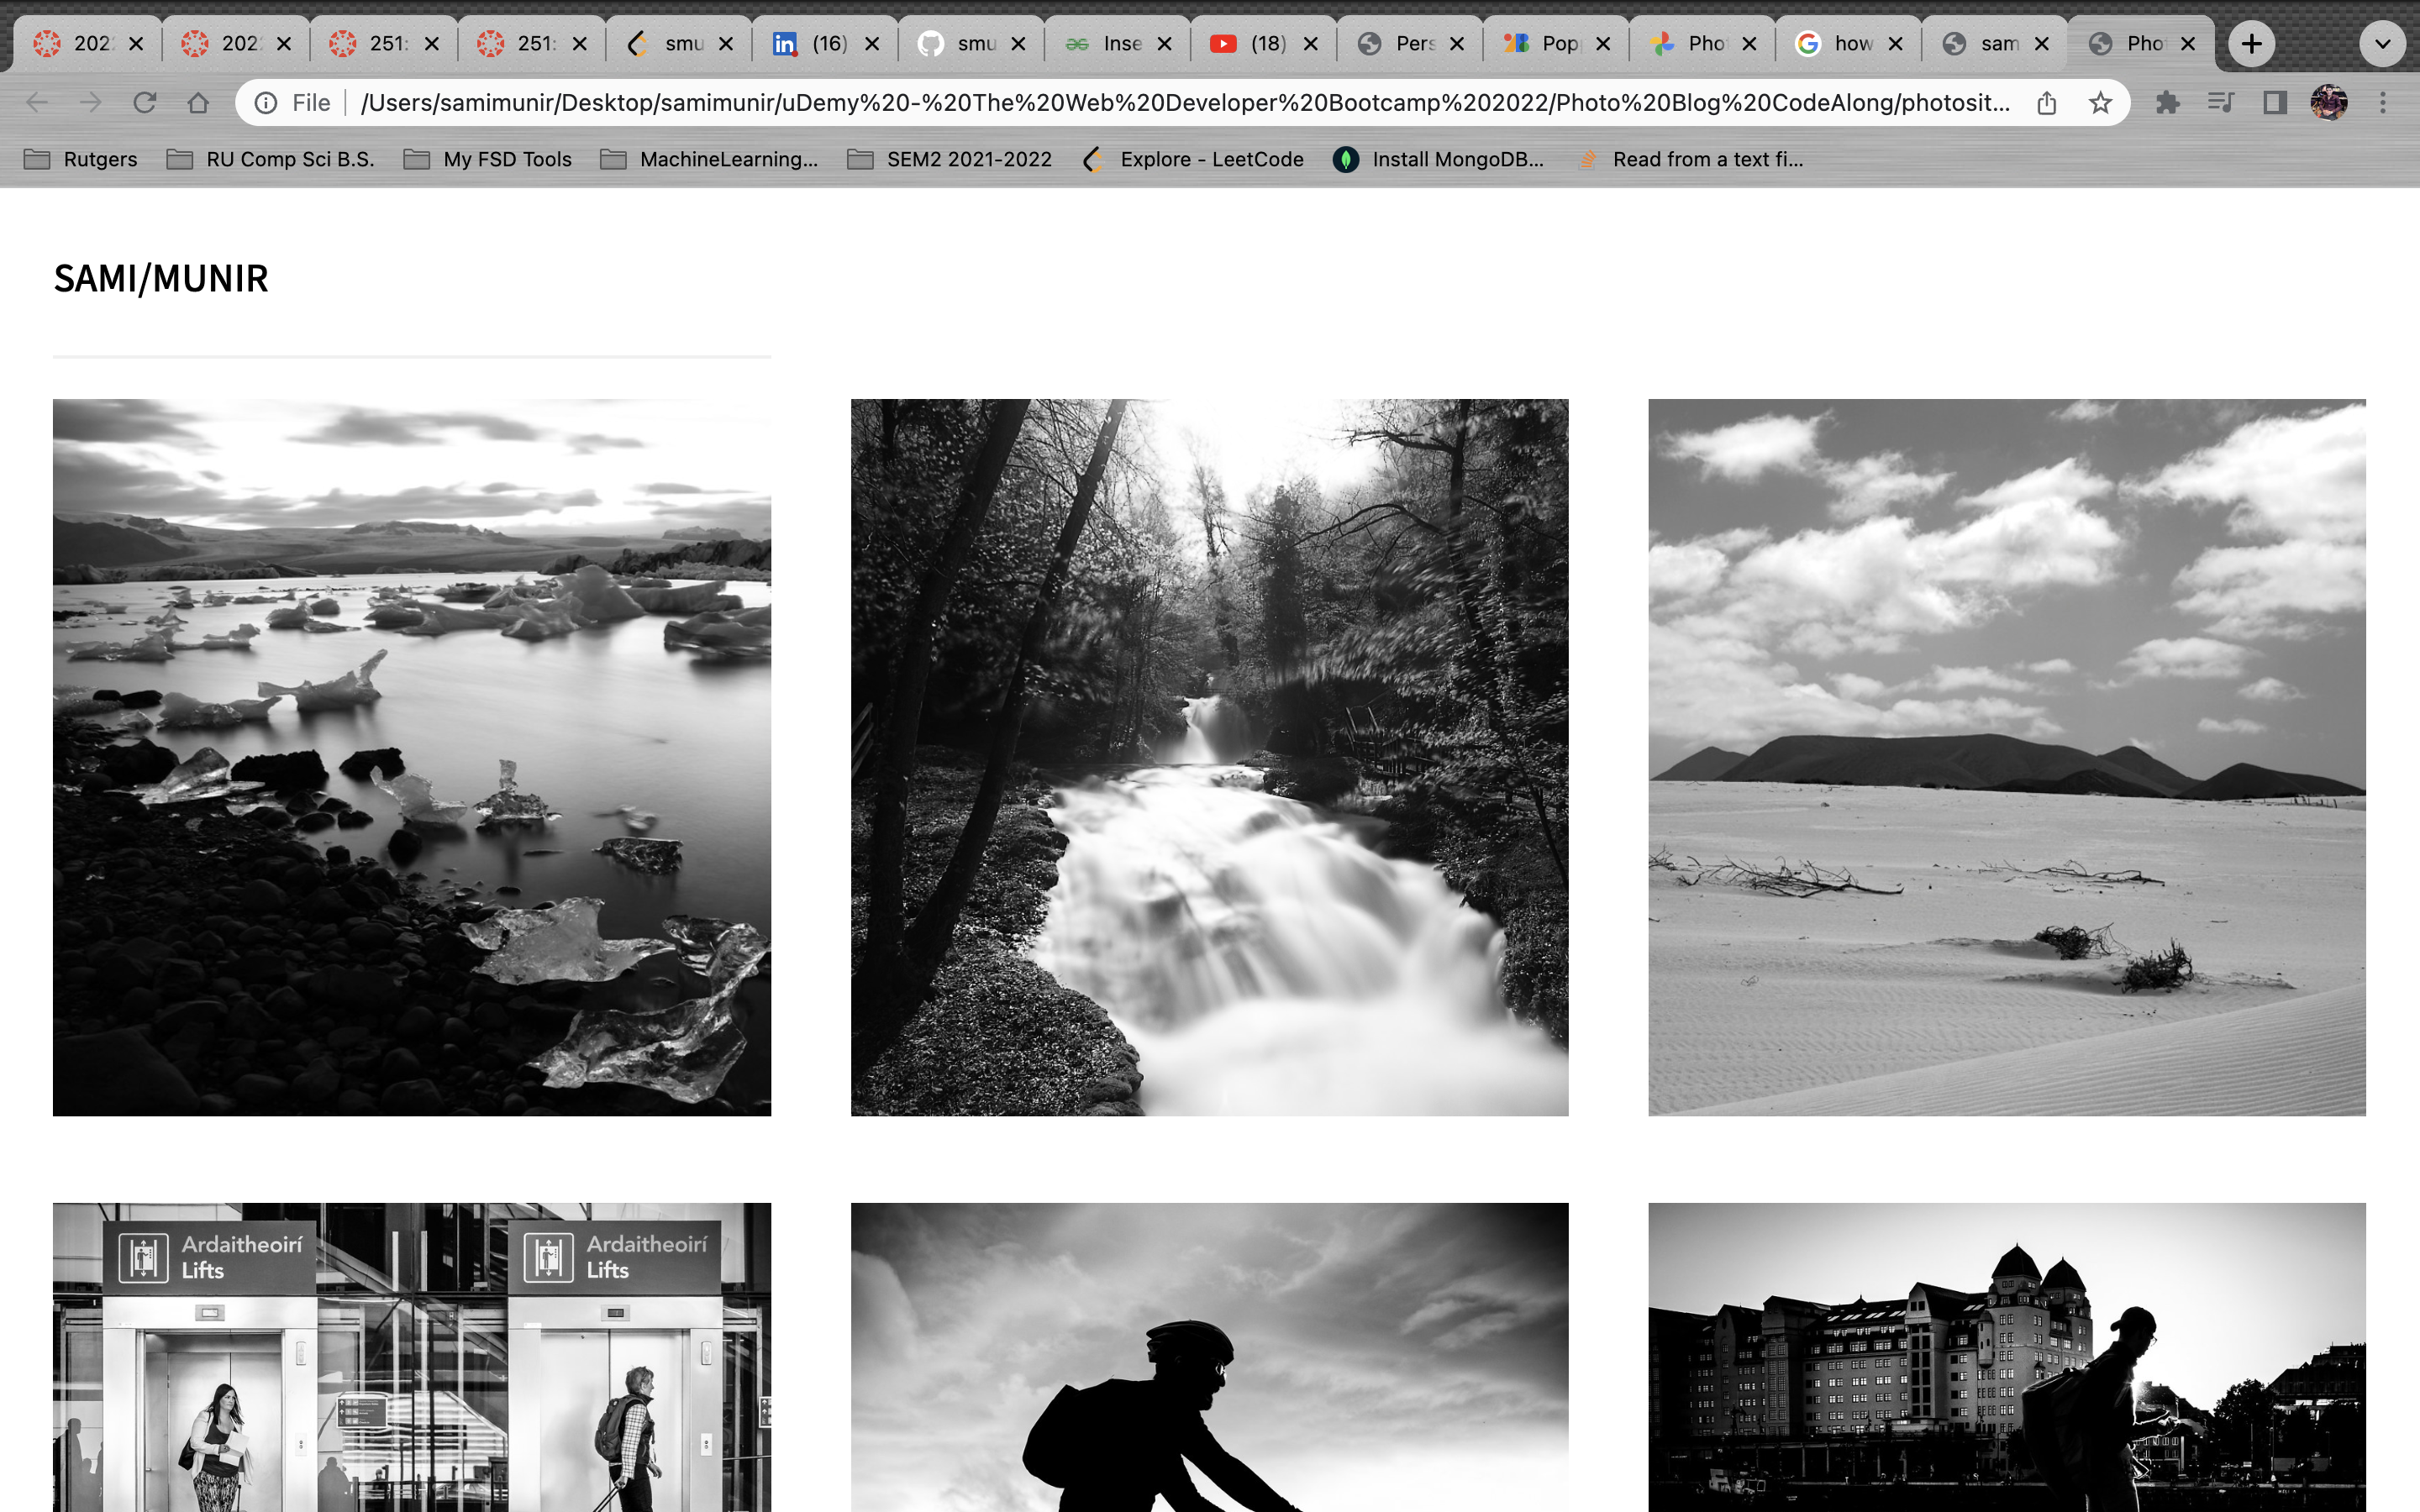 202
202
251:
251:
smu
in (16)
smu
Inse
(18)
Pers
Pop
Pho
how
sam
Pho
File /Users/samimunir/Desktop/samimunir/uDemy%20-%20The%20Web%20Developer%20Bootcamp%202022/Photo%20Blog%20CodeAlong/photosit...
Rutgers
RU Comp Sci B.S.
My FSD Tools
MachineLearning...
SEM2 2021-2022
Explore - LeetCode
Install MongoDB...
Read from a text fi...
SAMI/MUNIR
Ardaitheoirí
Lifts
Ardaitheoirí
Lifts